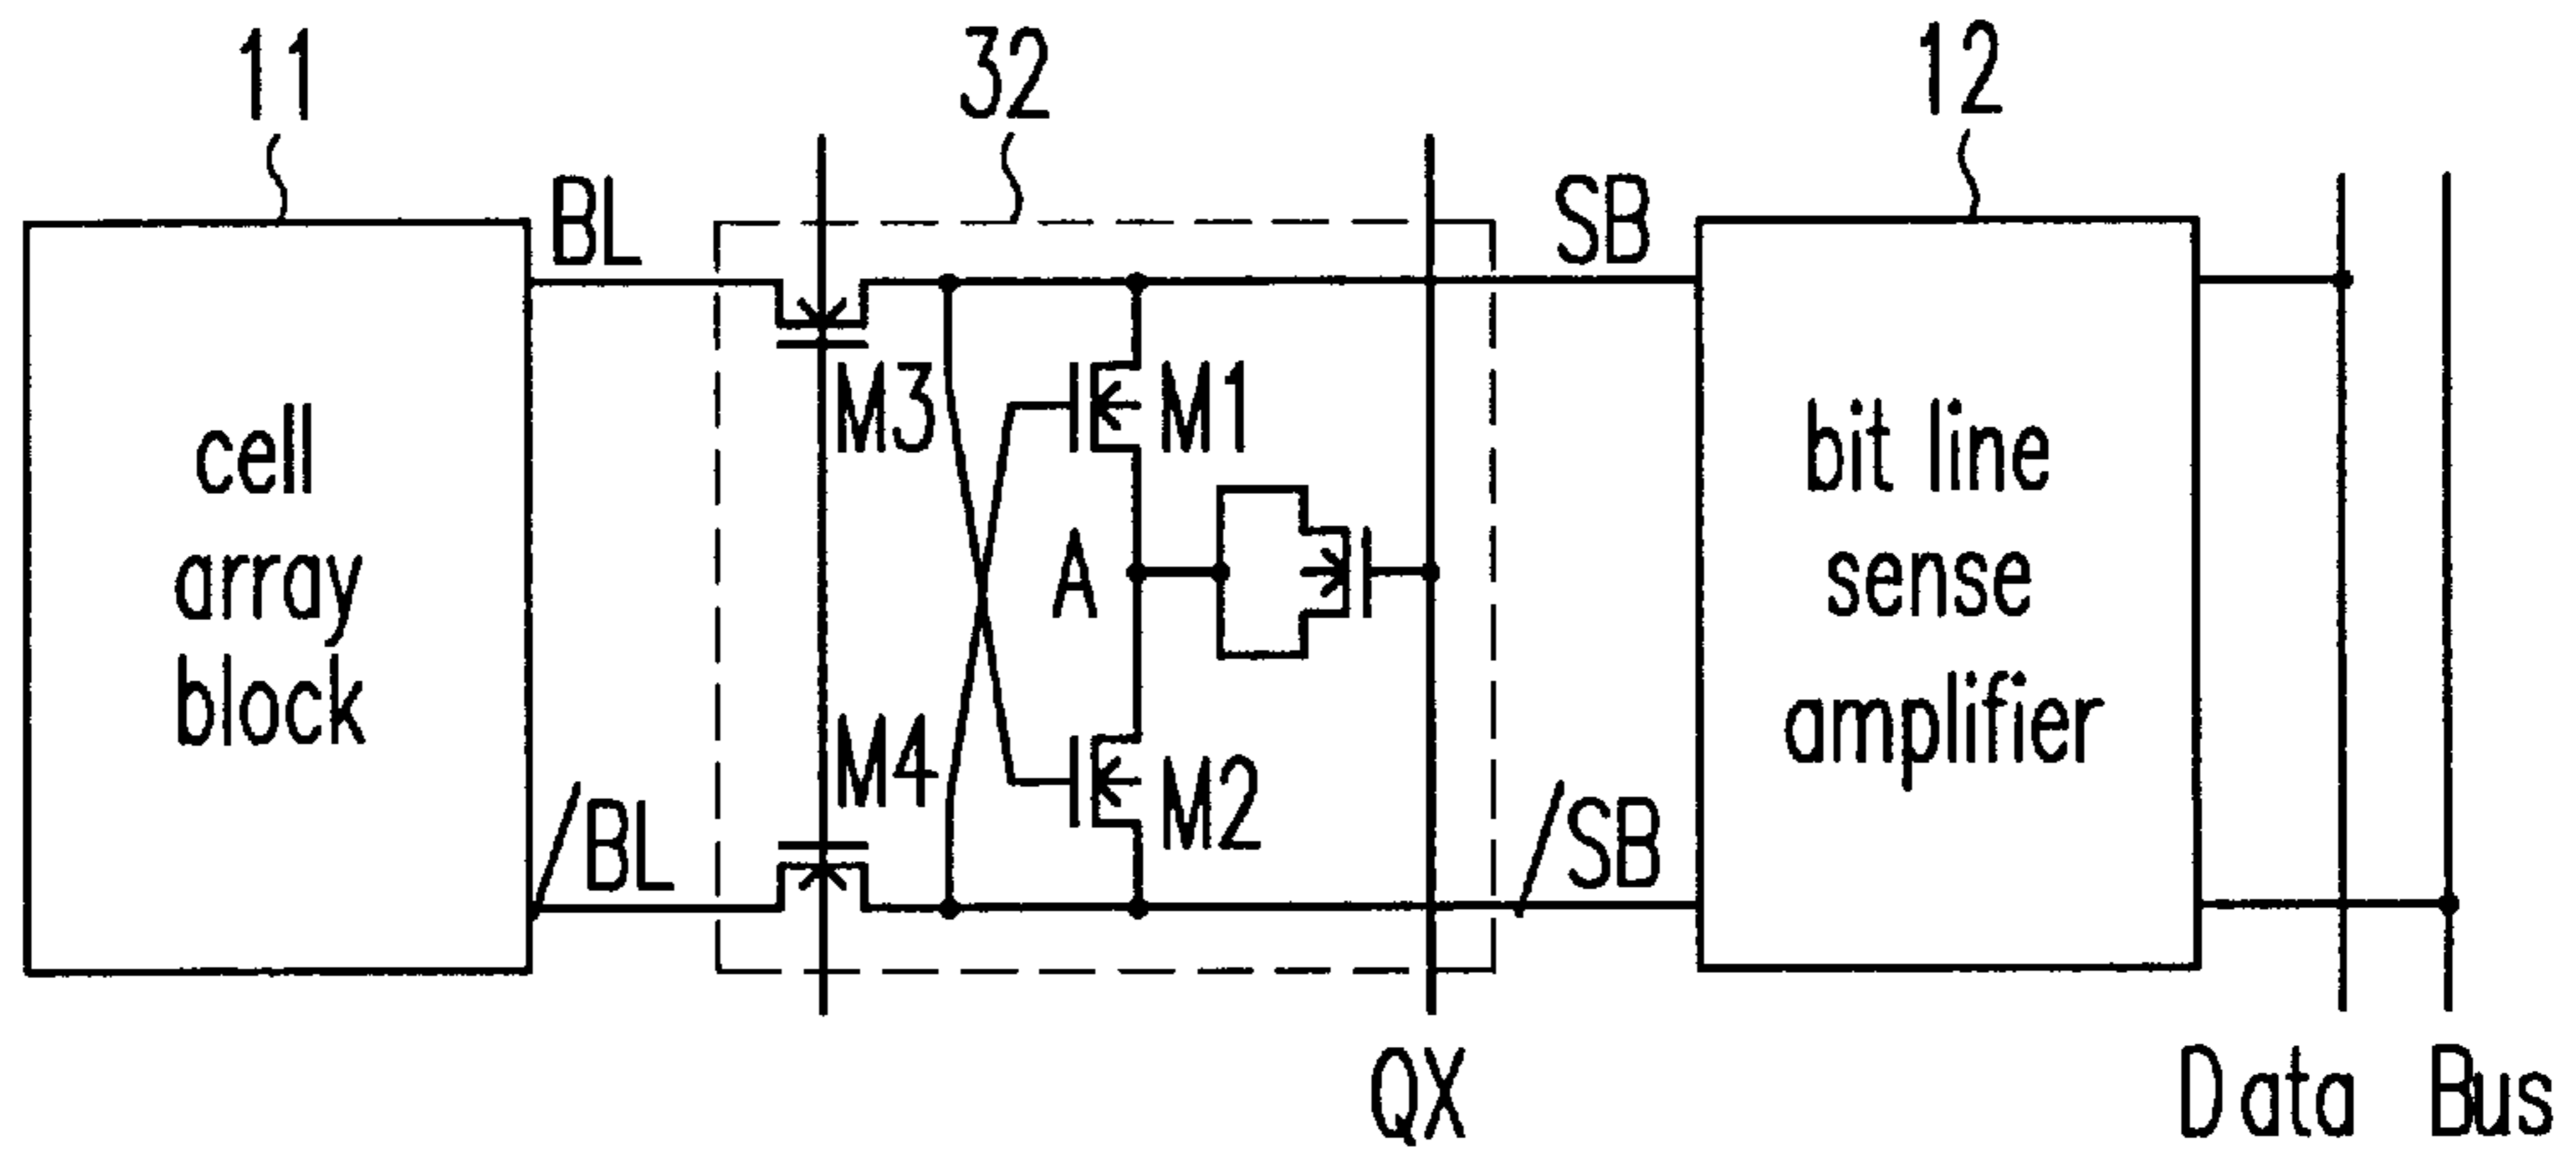 11
32
12
BL
SB
M3
M1
cell
array
block
A
bit line
sense
amplifier
M4
M2
/BL
/SB
QX
Data Bus